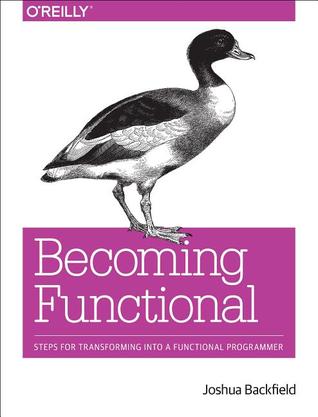 O'REILLY®
Becoming
Functional
STEPS FOR TRANSFORMING INTO A FUNCTIONAL PROGRAMMER
Joshua Backfield